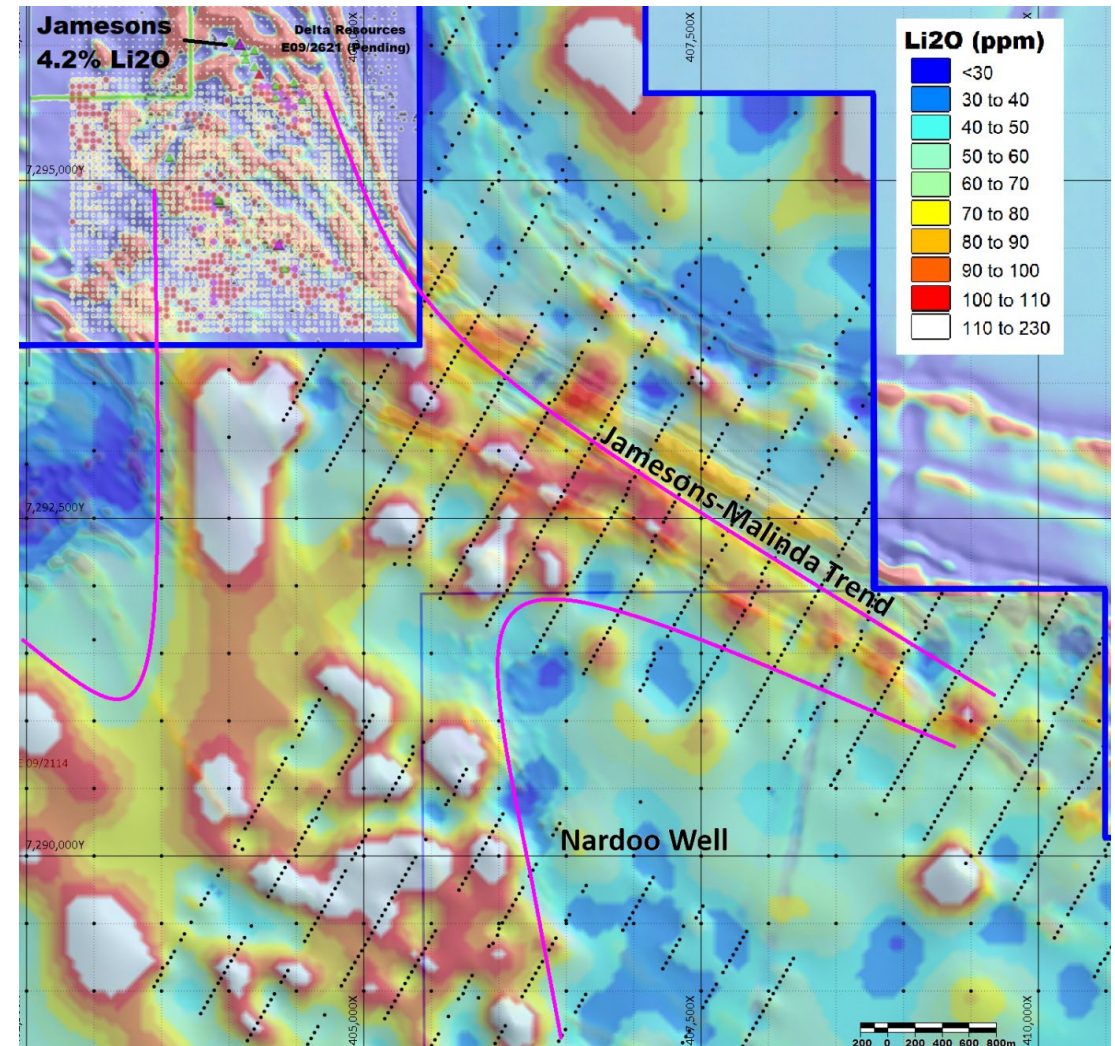 Jamesons
4.2% Li2O
Delta Resources
E09/2621 (Pending)
407,500X
Li2O (ppm)
<30
30 to 40
40 to 50
50 to 60
60 to 70
70 to 80
80 to 90
90 to 100
100 to 110
110 to 230
7,295,000Y
7,292,500Y
Jamesons-Malinda Trend
E09/2114
Nardoo Well
7,290,000Y
405,000X
407,500X
410,000X
200 0 200 400 600 800m